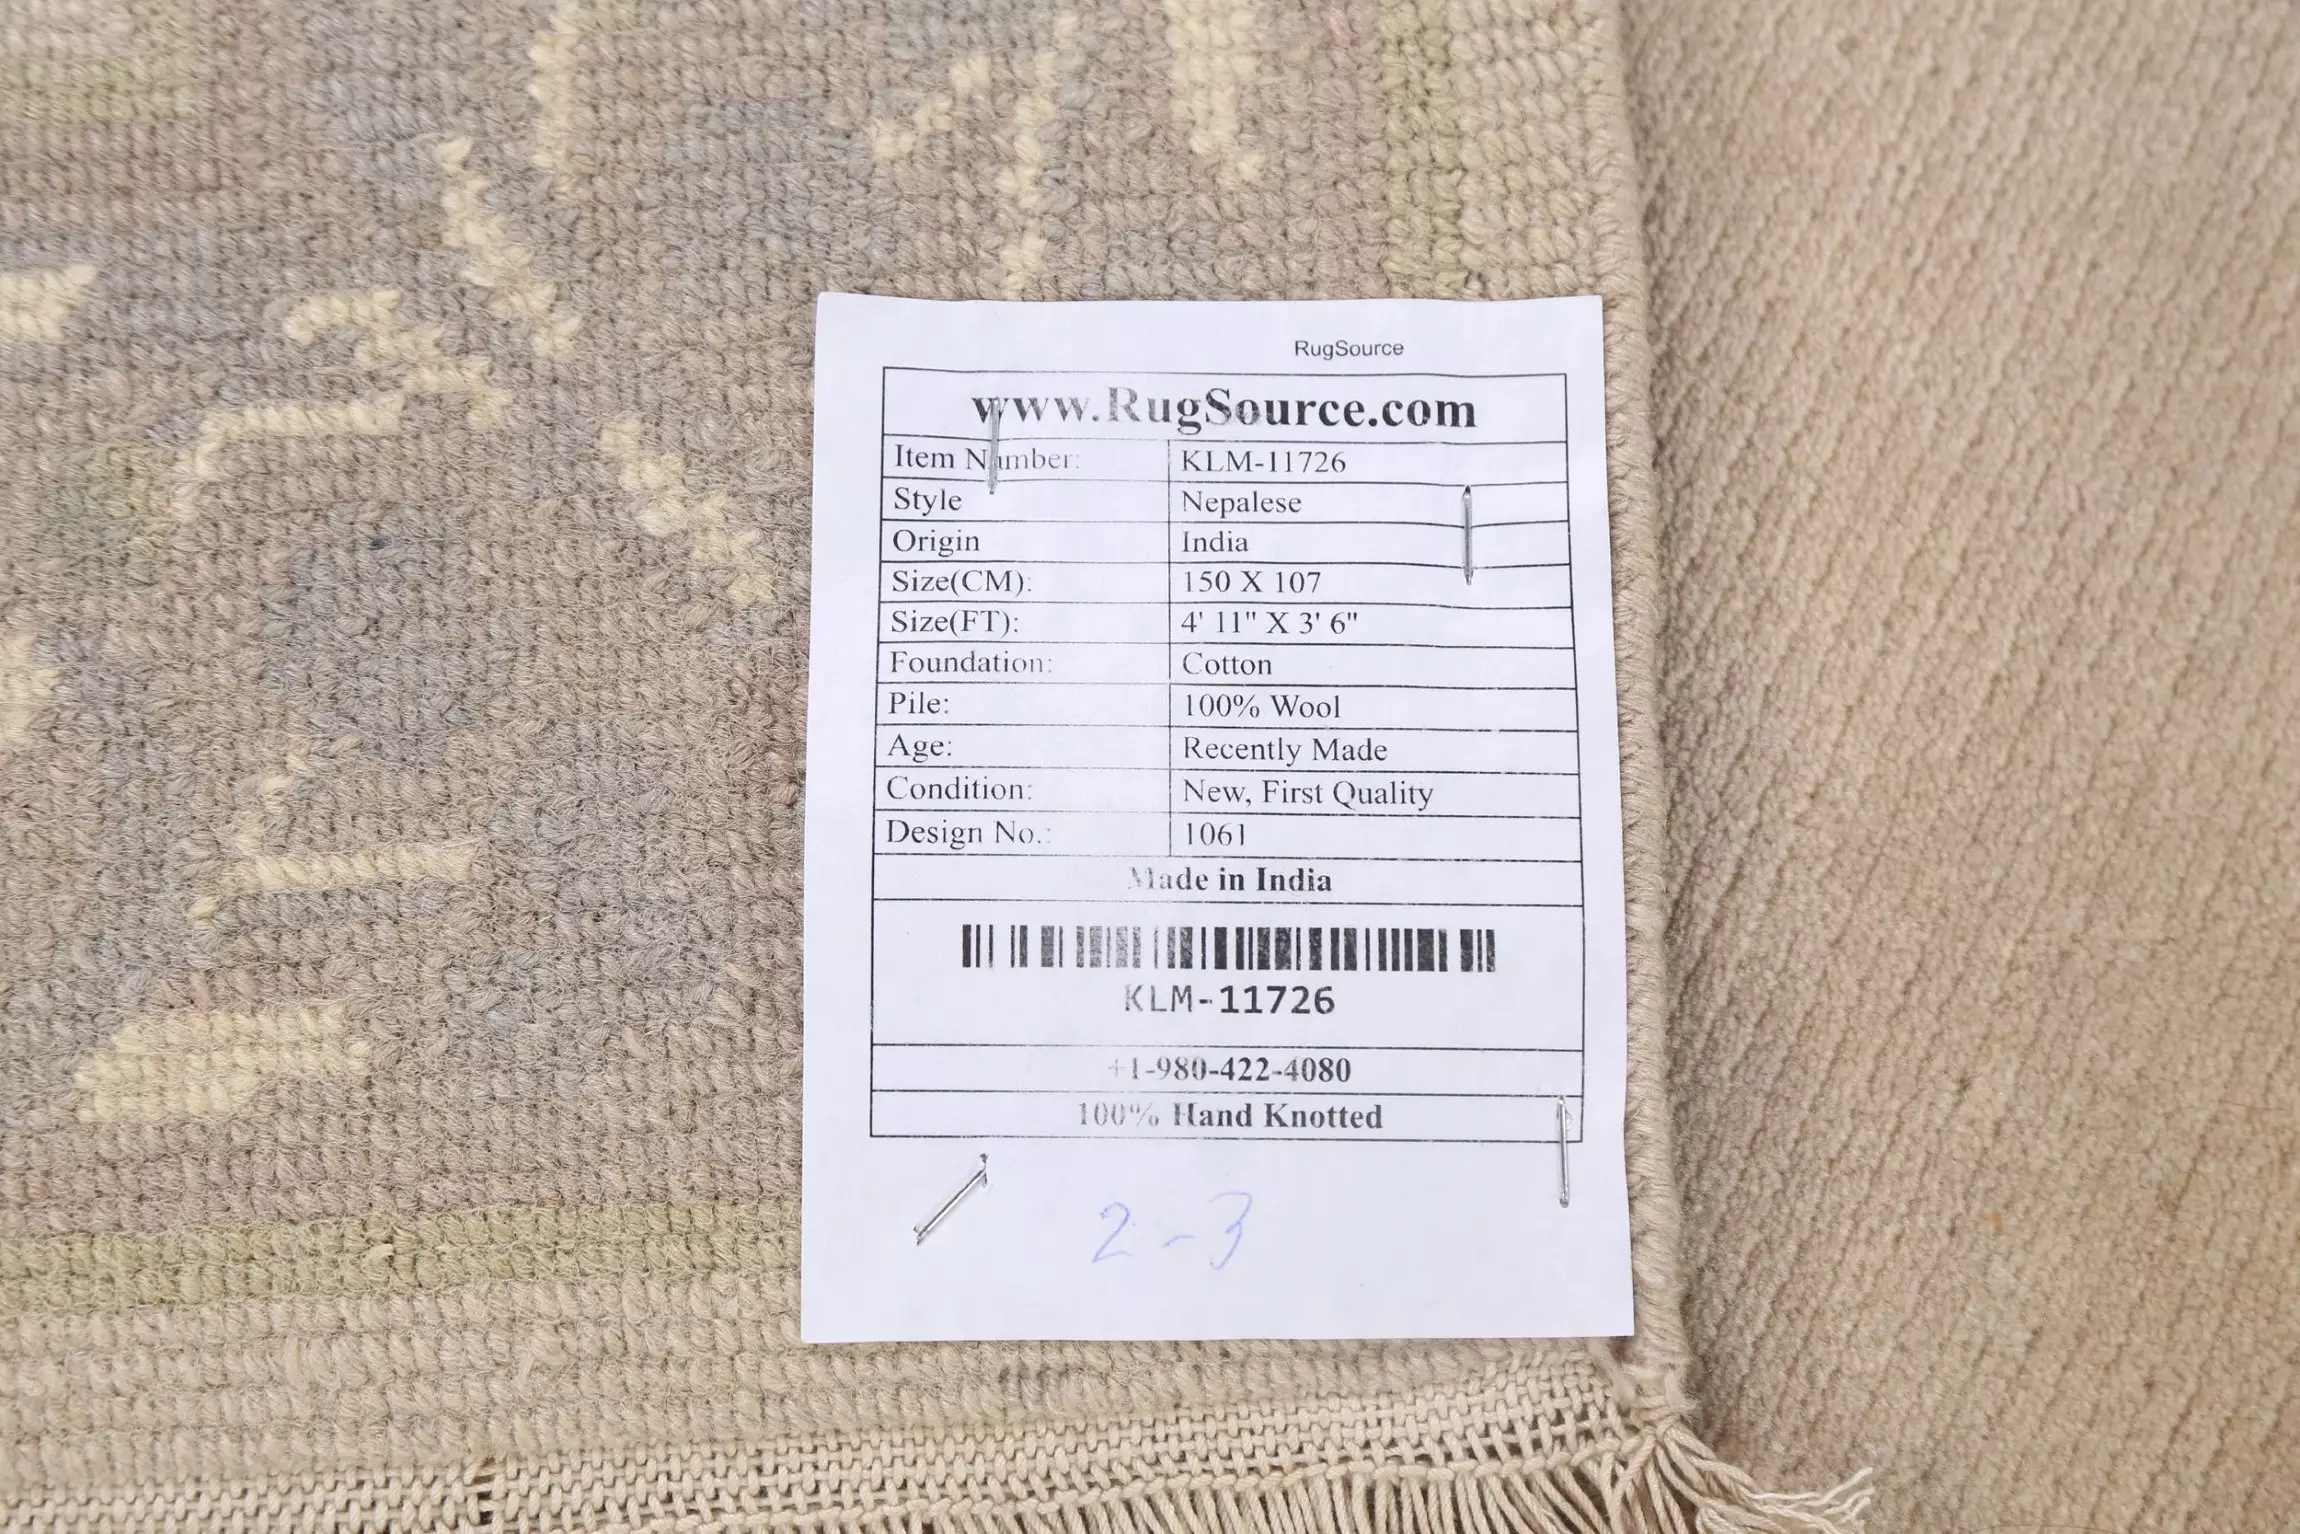 RugSource
www.RugSource.com
Item Number: KLM-11726
Style Nepalese
Origin India
Size(CM): 150 X 107
Size(FT): 4' 11" X 3' 6"
Foundation: Cotton
Pile: 100% Wool
Age: Recently Made
Condition: New, First Quality
Design No.: 1061
Made in India
KLM-11726
+1-980-422-4080
100% Hand Knotted
2-3